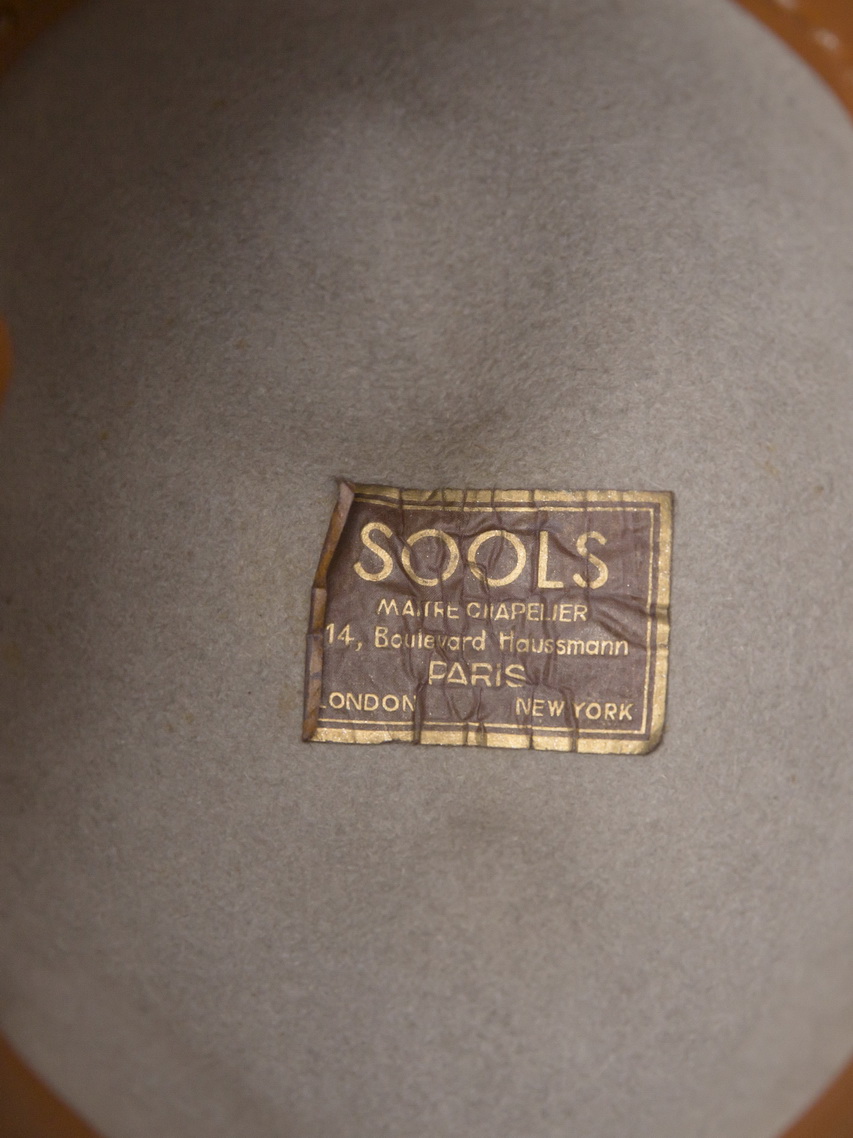 SOOLS
MAITRE CHAPELIER
14, Boulevard Haussmann
PARIS
LONDON NEW YORK